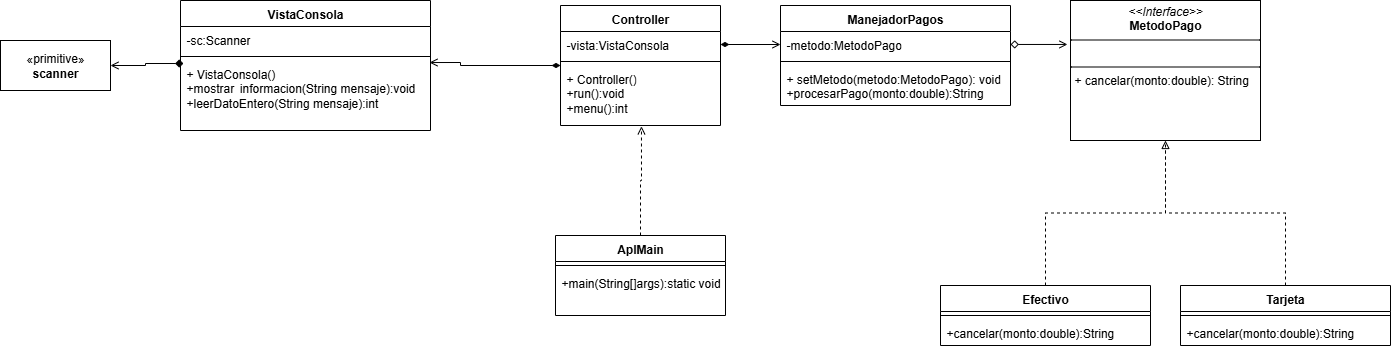 «primitive»
scanner
VistaConsola
-sc:Scanner
+ VistaConsola()
+mostrar informacion(String mensaje):void
+leerDatoEntero(String mensaje):int
Controller
-vista:VistaConsola
+ Controller()
+run():void
+menu():int
ManejadorPagos
-metodo:MetodoPago
+ setMetodo(metodo:MetodoPago): void
+procesarPago(monto:double):String
<<Interface>>
MetodoPago
+ cancelar(monto:double): String
AplMain
+main(String[]args):static void
Efectivo
+cancelar(monto:double):String
Tarjeta
+cancelar(monto:double):String